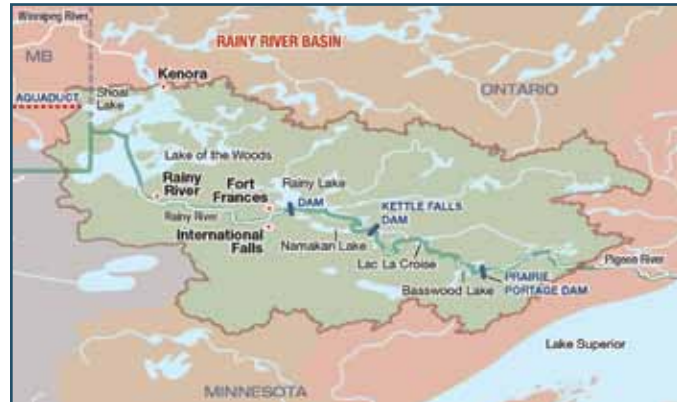 Winnipeg River
RAINY RIVER BASIN
MB
Kenora
ONTARIO
AQUADUCT
Shoal
Lake
Lake of the Woods
Rainy
River
Fort
Frances
Rainy Lake
DAM
KETTLE FALLS
DAM
Rainy River
International
Falls
Namakan Lake
Lac La Croise
Pigeon River
Basswood Lake
PRAIRIE
PORTAGE DAM
Lake Superior
MINNESOTA